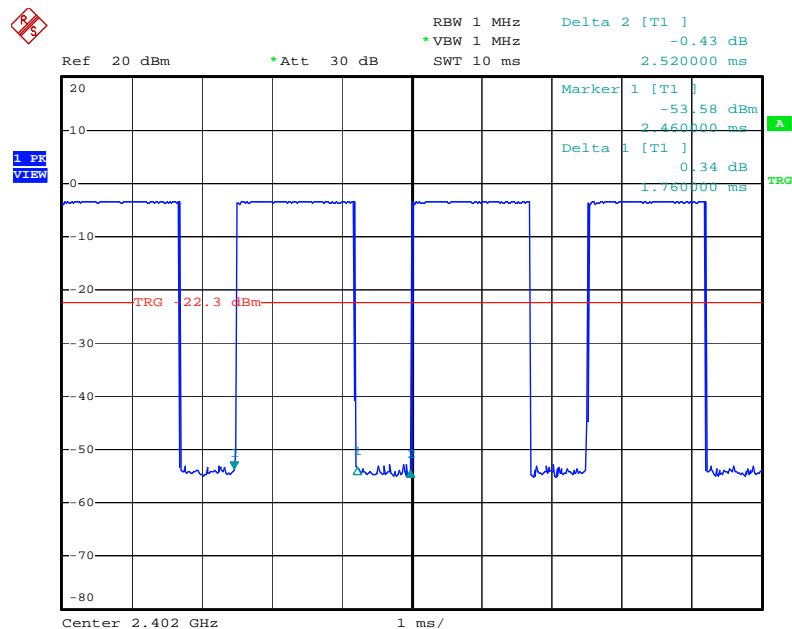 R S
RBW 1 MHz Delta 2 [T1 ]
*VBW 1 MHz -0.43 dB
Ref 20 dBm *Att 30 dB SWT 10 ms 2.520000 ms
20 Marker 1 [T1 ]
-53.58 dBm
-10 2.460000 ms A
Delta 1 [T1 ]
1 PK 0.34 dB
VIEW
-0 1.760000 ms TRG
-10
-20
TRG -22.3 dBm
-30
-40
-50 1 1 2
-60
-70
-80
Center 2.402 GHz 1 ms/